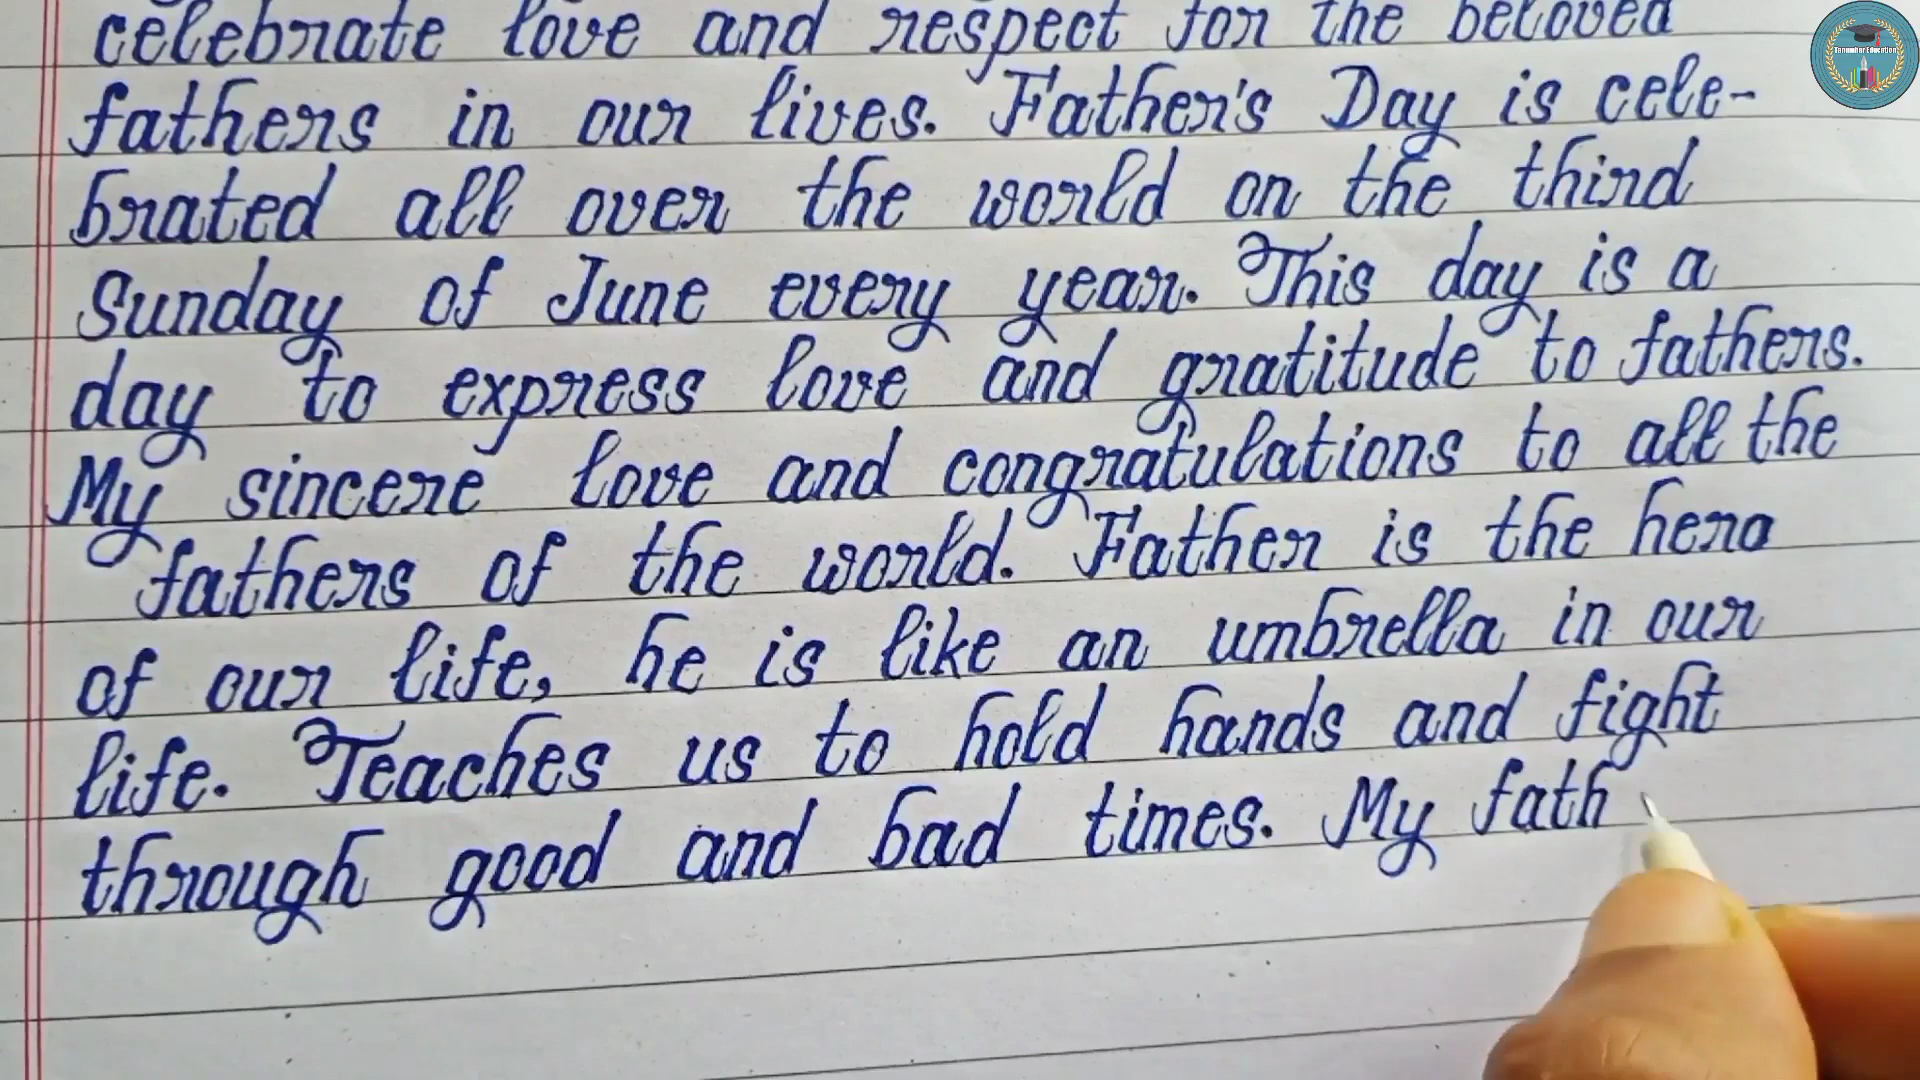 celebrate love and respect for the beloved
fathers in our lives. Father's Day is cele-
brated all over the world on the third
Sunday of June every year. This day is a
day to express love and gratitude to fathers.
My sincere love and congratulations to all the
fathers of the world. Father is the hero
of our life, he is like an umbrella in our
life. Teaches us to hold hands and fight
through good and bad times. My fath
Tanumber Education